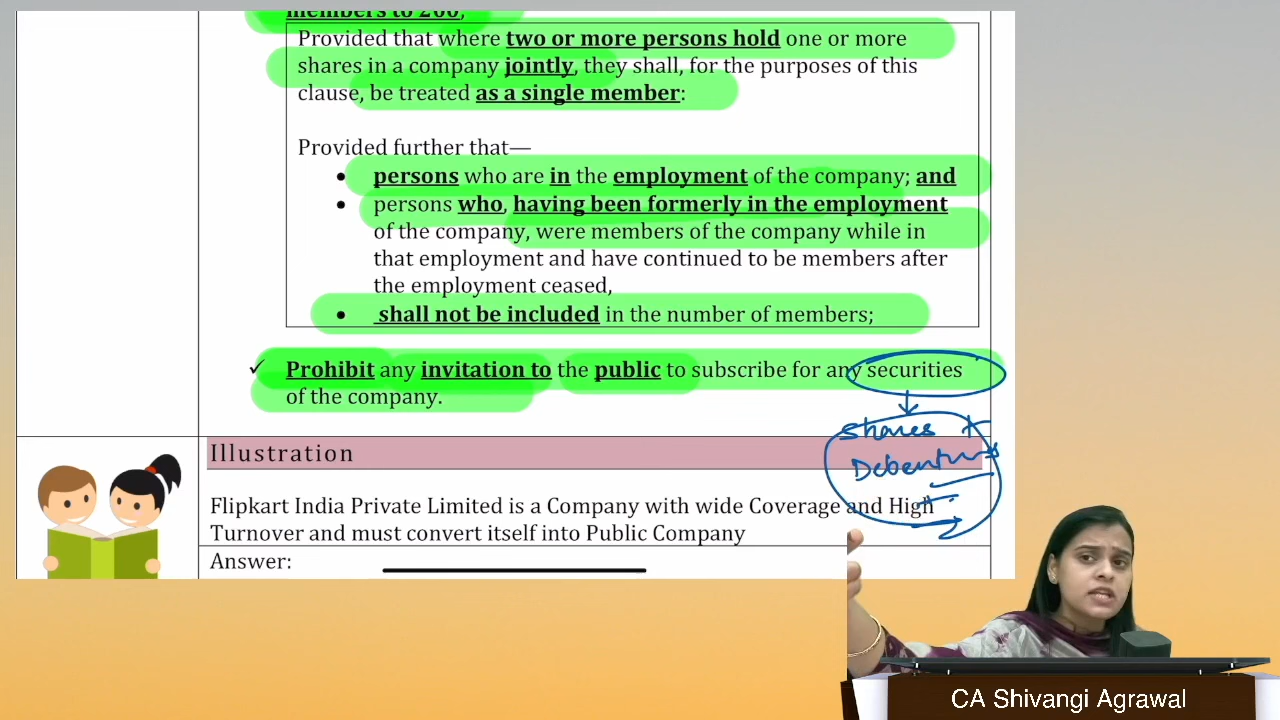 members to 200;
Provided that where two or more persons hold one or more
shares in a company jointly, they shall, for the purposes of this
clause, be treated as a single member:
Provided further that—
• persons who are in the employment of the company; and
• persons who, having been formerly in the employment
of the company, were members of the company while in
that employment and have continued to be members after
the employment ceased,
• shall not be included in the number of members;
✓ Prohibit any invitation to the public to subscribe for any securities
of the company.
Shares
Debentures
Illustration
Flipkart India Private Limited is a Company with wide Coverage and High
Turnover and must convert itself into Public Company
Answer:
CA Shivangi Agrawal